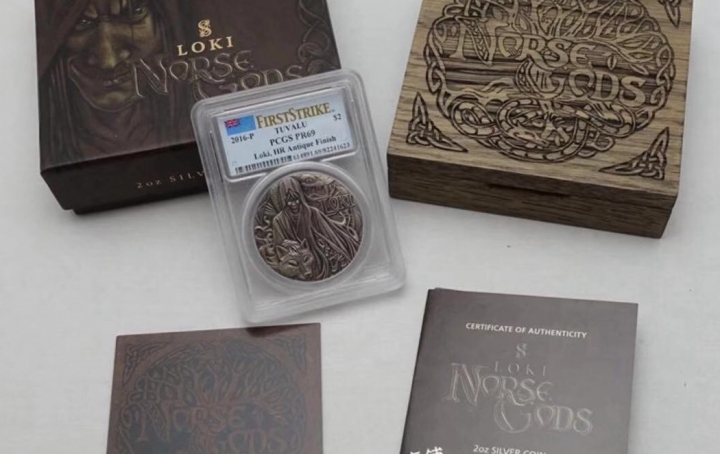 LOKI
NORSE
GODS
2oz SILVER
NORSE
GODS
FIRSTSTRIKE
TUVALU
2016-P
$2
PCGS PR69
Loki, HR Antique Finish
LOKI
CERTIFICATE OF AUTHENTICITY
LOKI
NORSE
GODS
2oz SILVER COIN